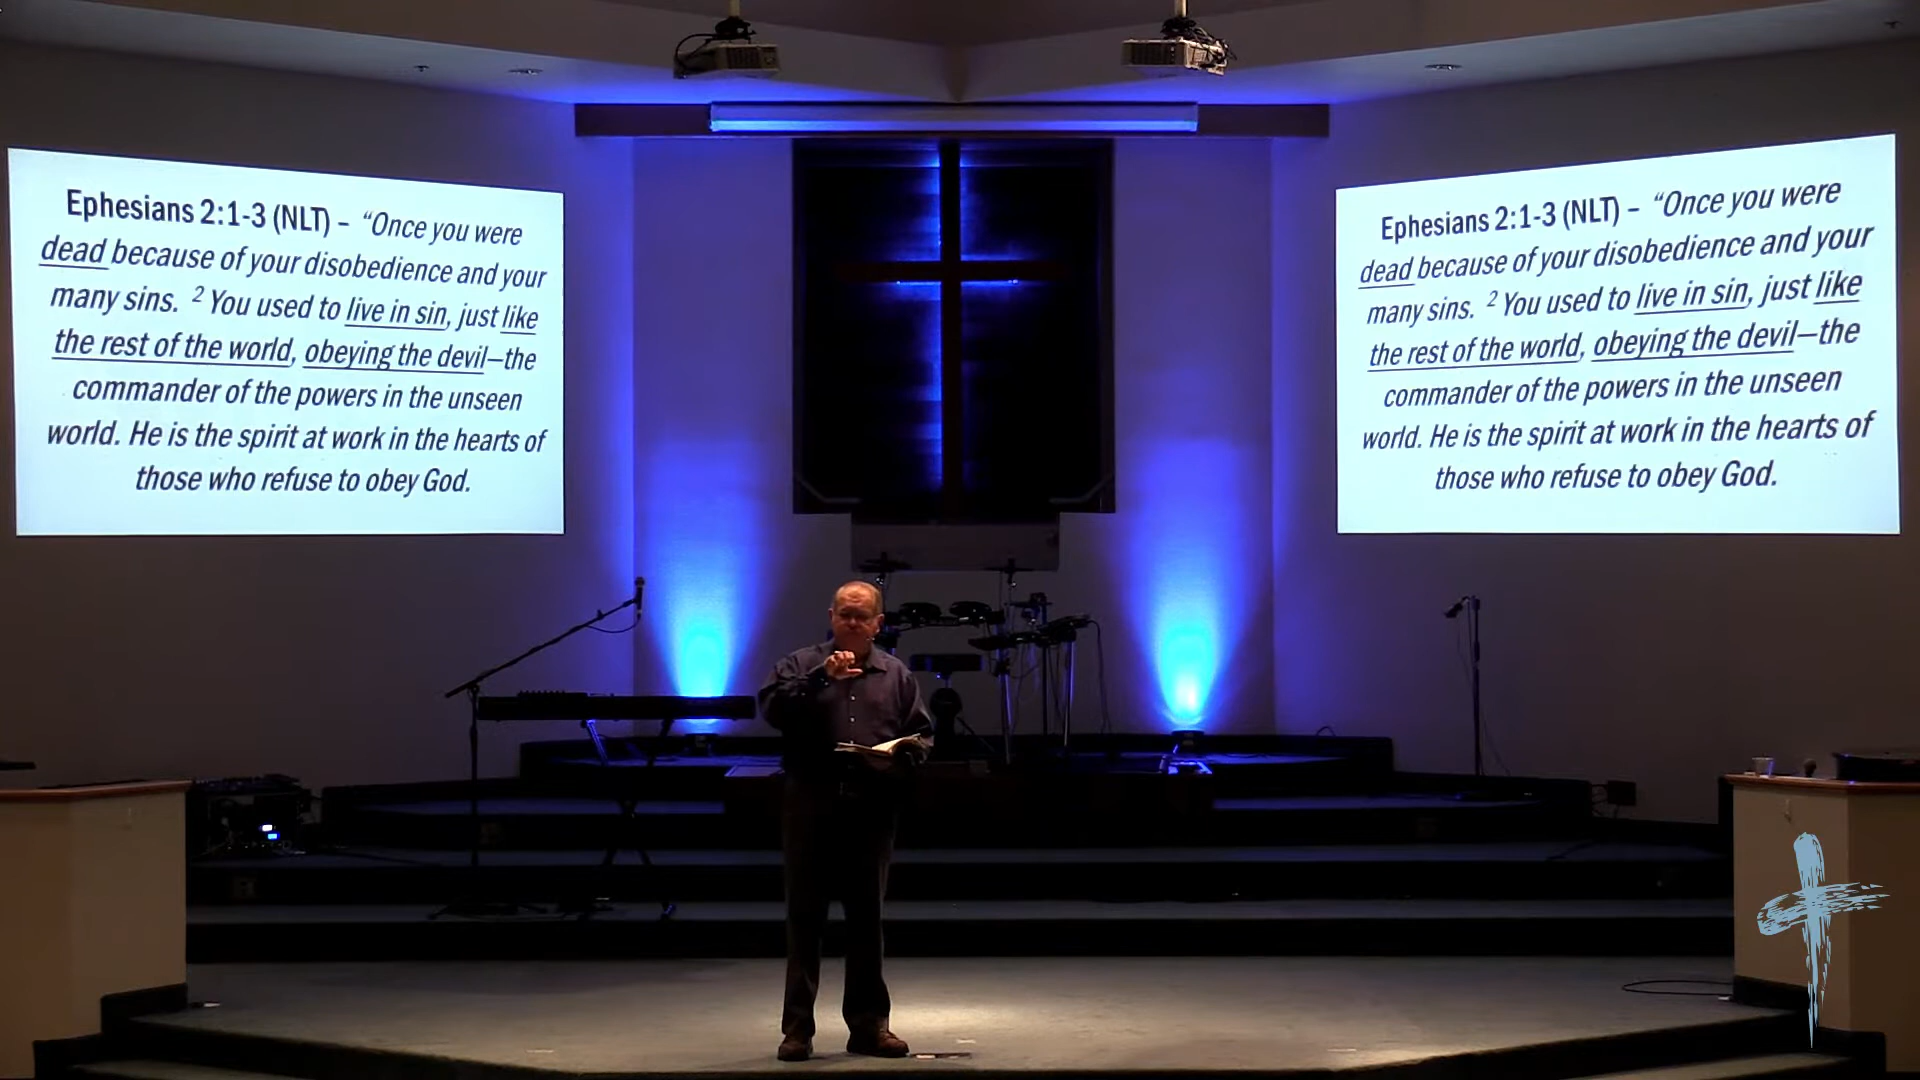 Ephesians 2:1-3 (NLT) – “Once you were
dead because of your disobedience and your
many sins. 2 You used to live in sin, just like
the rest of the world, obeying the devil—the
commander of the powers in the unseen
world. He is the spirit at work in the hearts of
those who refuse to obey God.
Ephesians 2:1-3 (NLT) – “Once you were
dead because of your disobedience and your
many sins. 2 You used to live in sin, just like
the rest of the world, obeying the devil—the
commander of the powers in the unseen
world. He is the spirit at work in the hearts of
those who refuse to obey God.